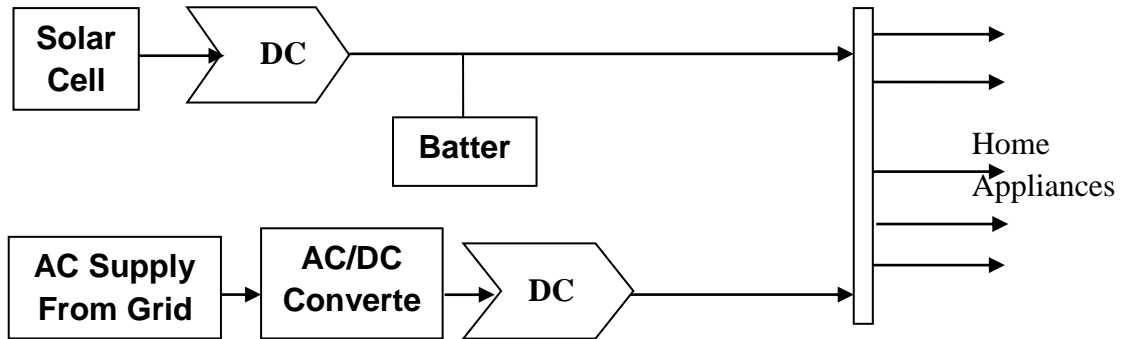 Solar
Cell
DC
Batter
Home
Appliances
AC Supply
From Grid
AC/DC
Converte
DC